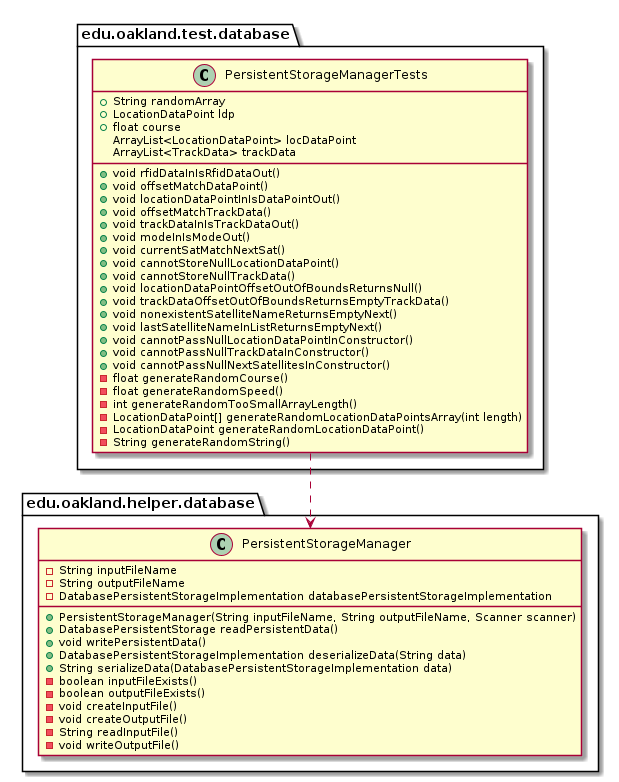 edu.oakland.test.database
C PersistentStorageManagerTests
String randomArray
LocationDataPoint ldp
float course
ArrayList<LocationDataPoint> locDataPoint
ArrayList<TrackData> trackData
void rfidDataInIsRfidDataOut()
void offsetMatchDataPoint()
void locationDataPointInIsDataPointOut()
void offsetMatchTrackData()
void trackDataInIsTrackDataOut()
void modeInIsModeOut()
void currentSatMatchNextSat()
void cannotStoreNullLocationDataPoint()
void cannotStoreNullTrackData()
void locationDataPointOffsetOutOfBoundsReturnsNull()
void trackDataOffsetOutOfBoundsReturnsEmptyTrackData()
void nonexistentSatelliteNameReturnsEmptyNext()
void lastSatelliteNameInListReturnsEmptyNext()
void cannotPassNullLocationDataPointInConstructor()
void cannotPassNullTrackDataInConstructor()
void cannotPassNullNextSatellitesInConstructor()
float generateRandomCourse()
float generateRandomSpeed()
int generateRandomTooSmallArrayLength()
LocationDataPoint[] generateRandomLocationDataPointsArray(int length)
LocationDataPoint generateRandomLocationDataPoint()
String generateRandomString()
edu.oakland.helper.database
C PersistentStorageManager
String inputFileName
String outputFileName
DatabasePersistentStorageImplementation databasePersistentStorageImplementation
PersistentStorageManager(String inputFileName, String outputFileName, Scanner scanner)
DatabasePersistentStorage readPersistentData()
void writePersistentData()
DatabasePersistentStorageImplementation deserializeData(String data)
String serializeData(DatabasePersistentStorageImplementation data)
boolean inputFileExists()
boolean outputFileExists()
void createInputFile()
void createOutputFile()
String readInputFile()
void writeOutputFile()